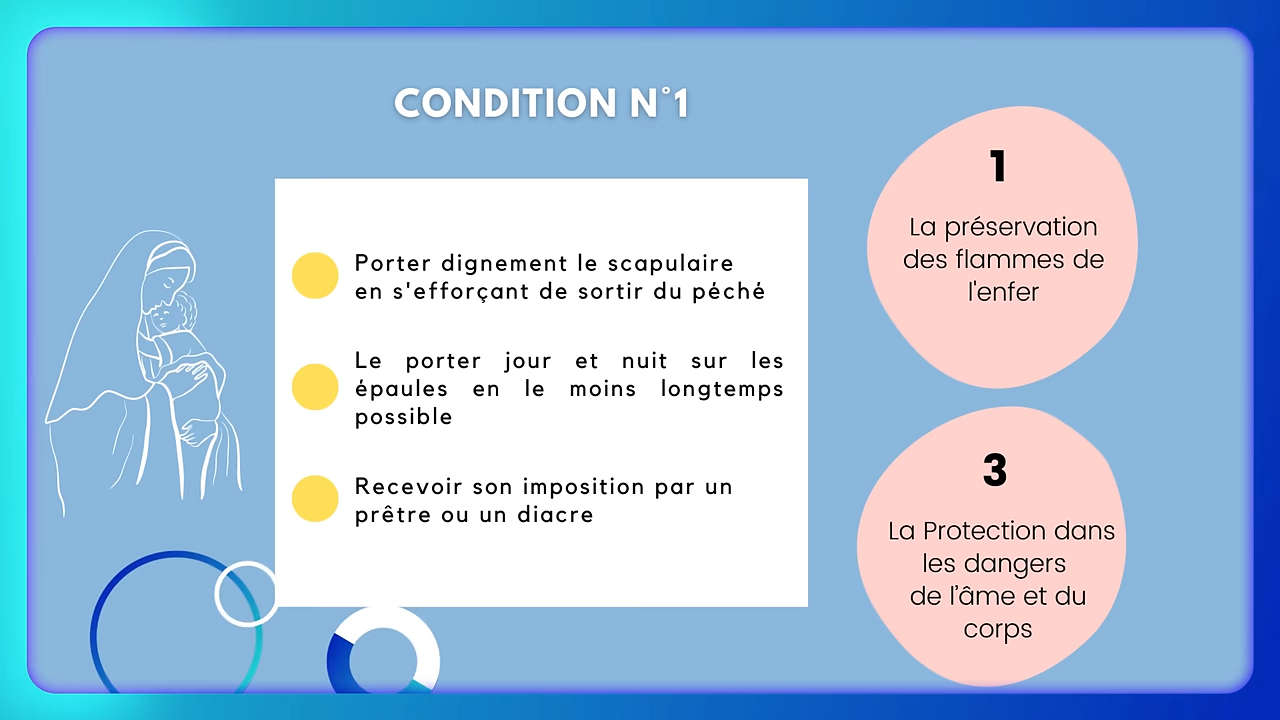 CONDITION N°1
Porter dignement le scapulaire
en s'efforçant de sortir du péché
Le porter jour et nuit sur les
épaules en le moins longtemps
possible
Recevoir son imposition par un
prêtre ou un diacre
1
La préservation
des flammes de
l'enfer
3
La Protection dans
les dangers
de l'âme et du
corps